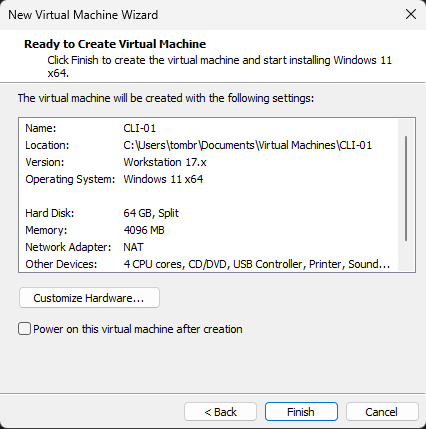 New Virtual Machine Wizard
Ready to Create Virtual Machine
Click Finish to create the virtual machine and start installing Windows 11
x64.
The virtual machine will be created with the following settings:
Name: CLI-01
Location: C:\Users\tombr\Documents\Virtual Machines\CLI-01
Version: Workstation 17.x
Operating System: Windows 11 x64
Hard Disk: 64 GB, Split
Memory: 4096 MB
Network Adapter: NAT
Other Devices: 4 CPU cores, CD/DVD, USB Controller, Printer, Sound...
Customize Hardware...
Power on this virtual machine after creation
< Back Finish Cancel